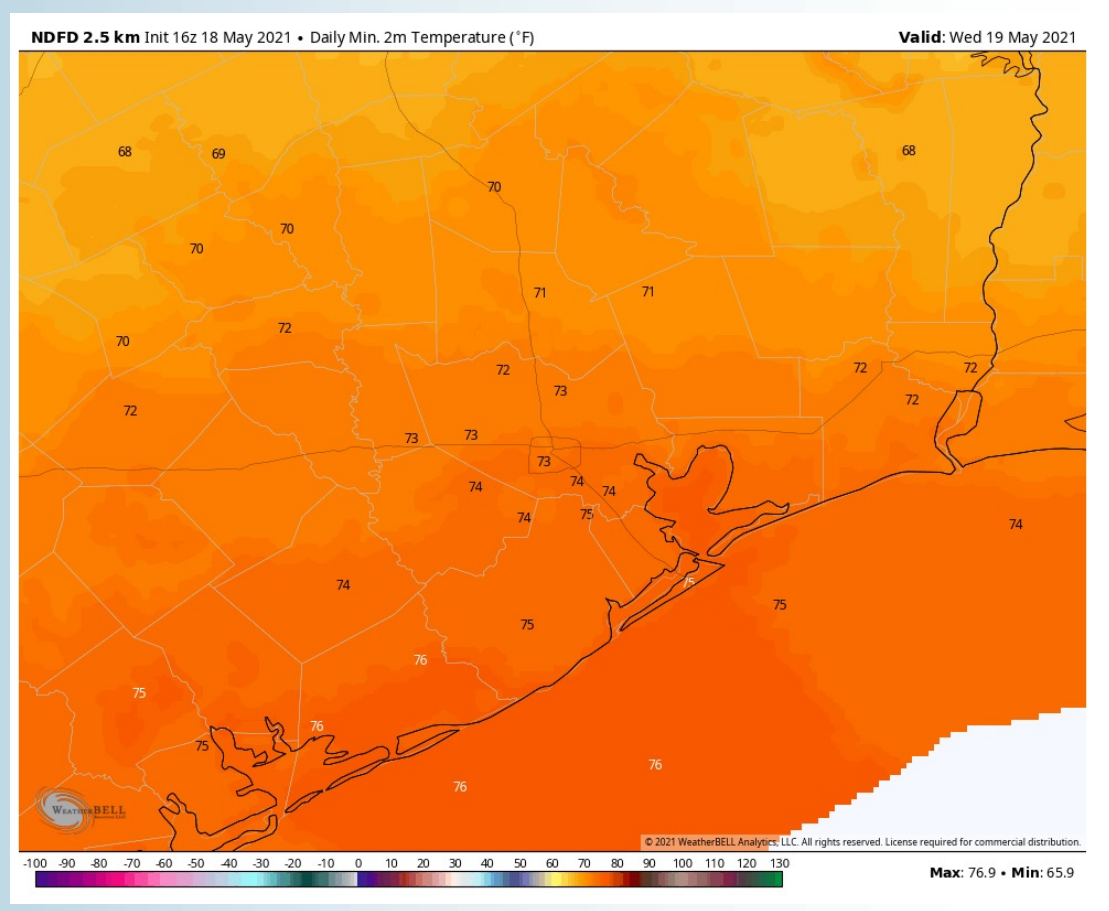 NDFD 2.5 km Init 16z 18 May 2021 • Daily Min. 2m Temperature (°F) Valid: Wed 19 May 2021
68 69 68
70
70
70
71 71
72
70
72 72 72
73
72 72
73 73
73
74 74 74
74 75
74
74 75
75
75
76
75
76
75
76
76
WEATHERBELL
© 2021 WeatherBELL Analytics, LLC. All rights reserved. License required for commercial distribution.
-100 -90 -80 -70 -60 -50 -40 -30 -20 -10 0 10 20 30 40 50 60 70 80 90 100 110 120 130
Max: 76.9 • Min: 65.9